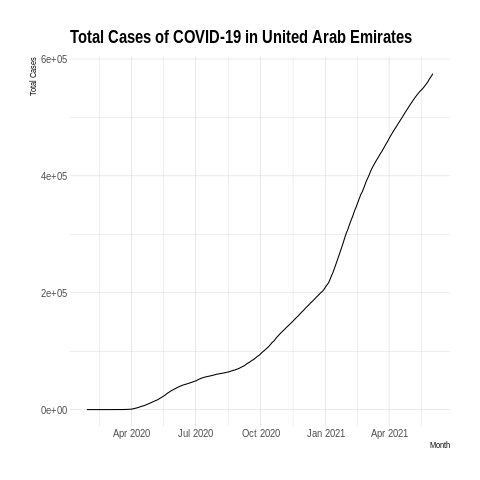 Total Cases of COVID-19 in United Arab Emirates
Total Cases
6e+05
4e+05
2e+05
0e+00
Apr 2020 Jul 2020 Oct 2020 Jan 2021 Apr 2021
Month